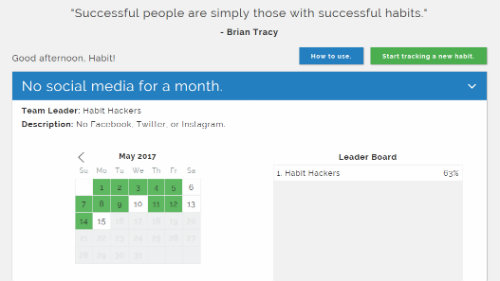 "Successful people are simply those with successful habits."
- Brian Tracy
Good afternoon, Habit!
How to use.
Start tracking a new habit.
No social media for a month.
Team Leader: Habit Hackers
Description: No Facebook, Twitter, or Instagram.
May 2017
Su Mo Tu We Th Fr Sa
1 2 3 4 5 6
7 8 9 10 11 12 13
14 15 16 17 18 19 20
21 22 23 24 25 26 27
28 29 30 31
Leader Board
1. Habit Hackers 63%